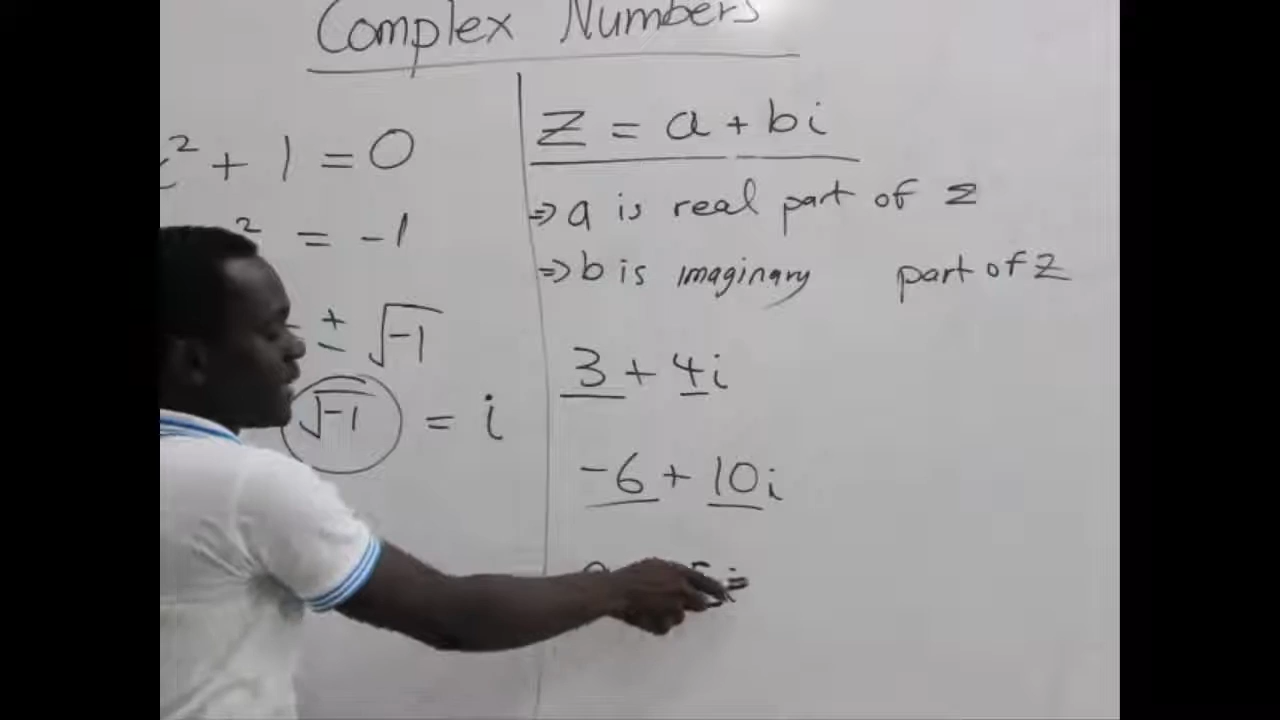 Complex Numbers
² + 1 = 0
² = -1
± √-1
√-1 = i
Z = a + bi
⇒ a is real part of z
⇒ b is imaginary part of z
3 + 4i
-6 + 10i